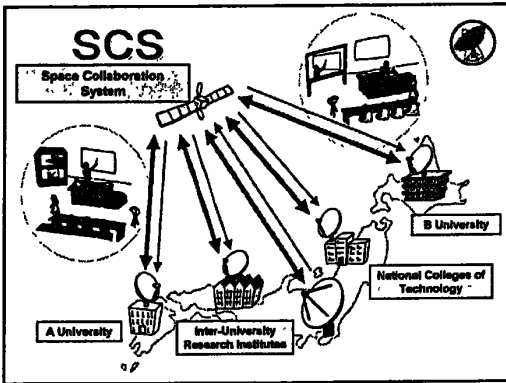 SCS
Space Collaboration
System
B University
National Colleges of
Technology
A University
Inter-University
Research Institutes